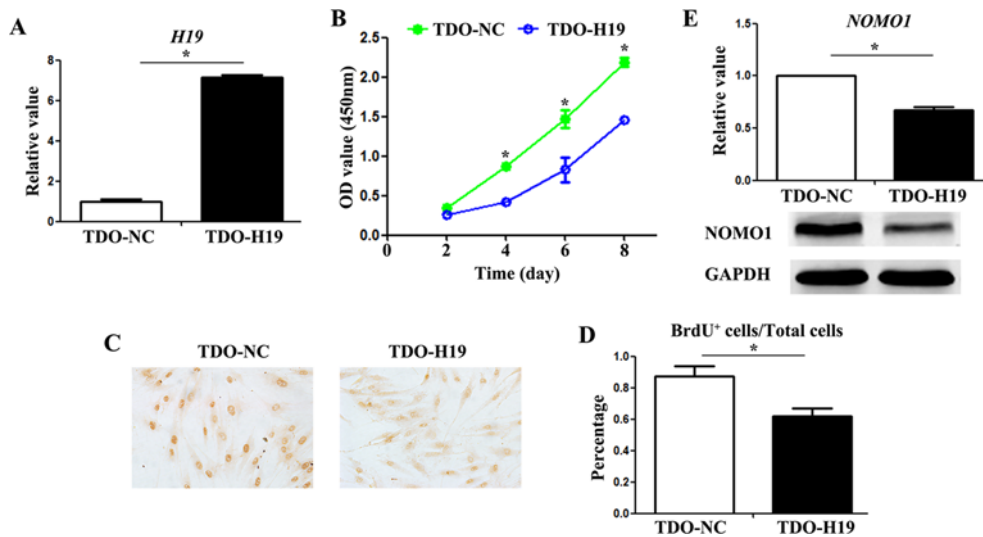 A
H19
*
Relative value
8
6
4
2
0
TDO-NC
TDO-H19
B
TDO-NC
TDO-H19
OD value (450nm)
2.5
2.0
1.5
1.0
0.5
0.0
*
*
*
0
2
4
6
8
Time (day)
E
NOMO1
*
Relative value
1.5
1.0
0.5
0.0
TDO-NC
TDO-H19
NOMO1
GAPDH
C
TDO-NC
TDO-H19
D
BrdU⁺ cells/Total cells
*
Percentage
1.0
0.8
0.6
0.4
0.2
0.0
TDO-NC
TDO-H19